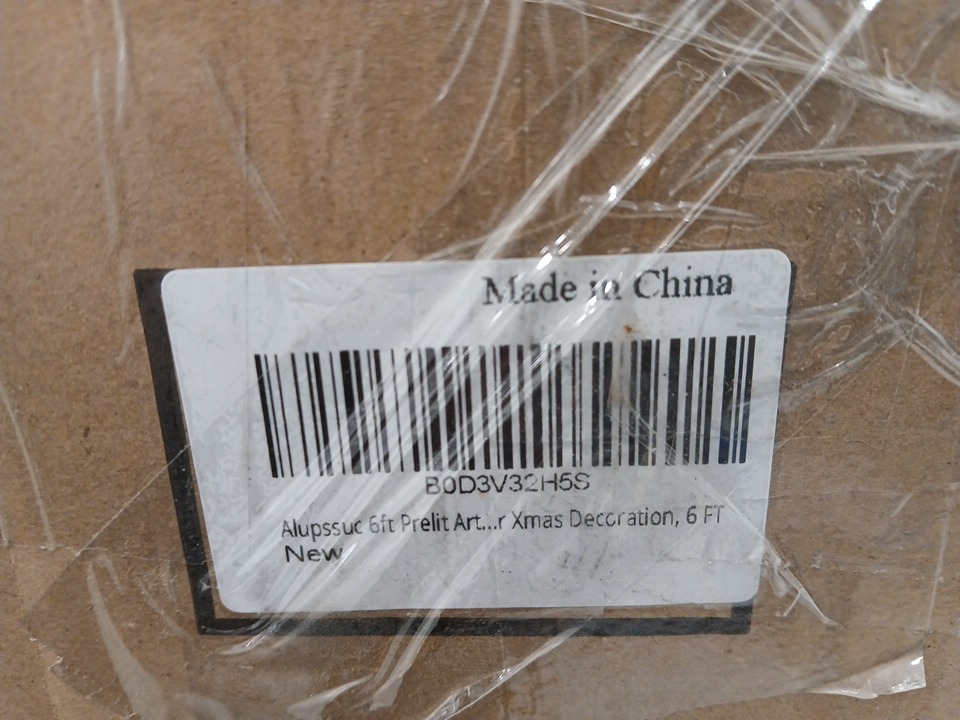 Made in China
B0D3V32H5S
Alupssuc 6ft Prelit Art...r Xmas Decoration, 6 FT
New